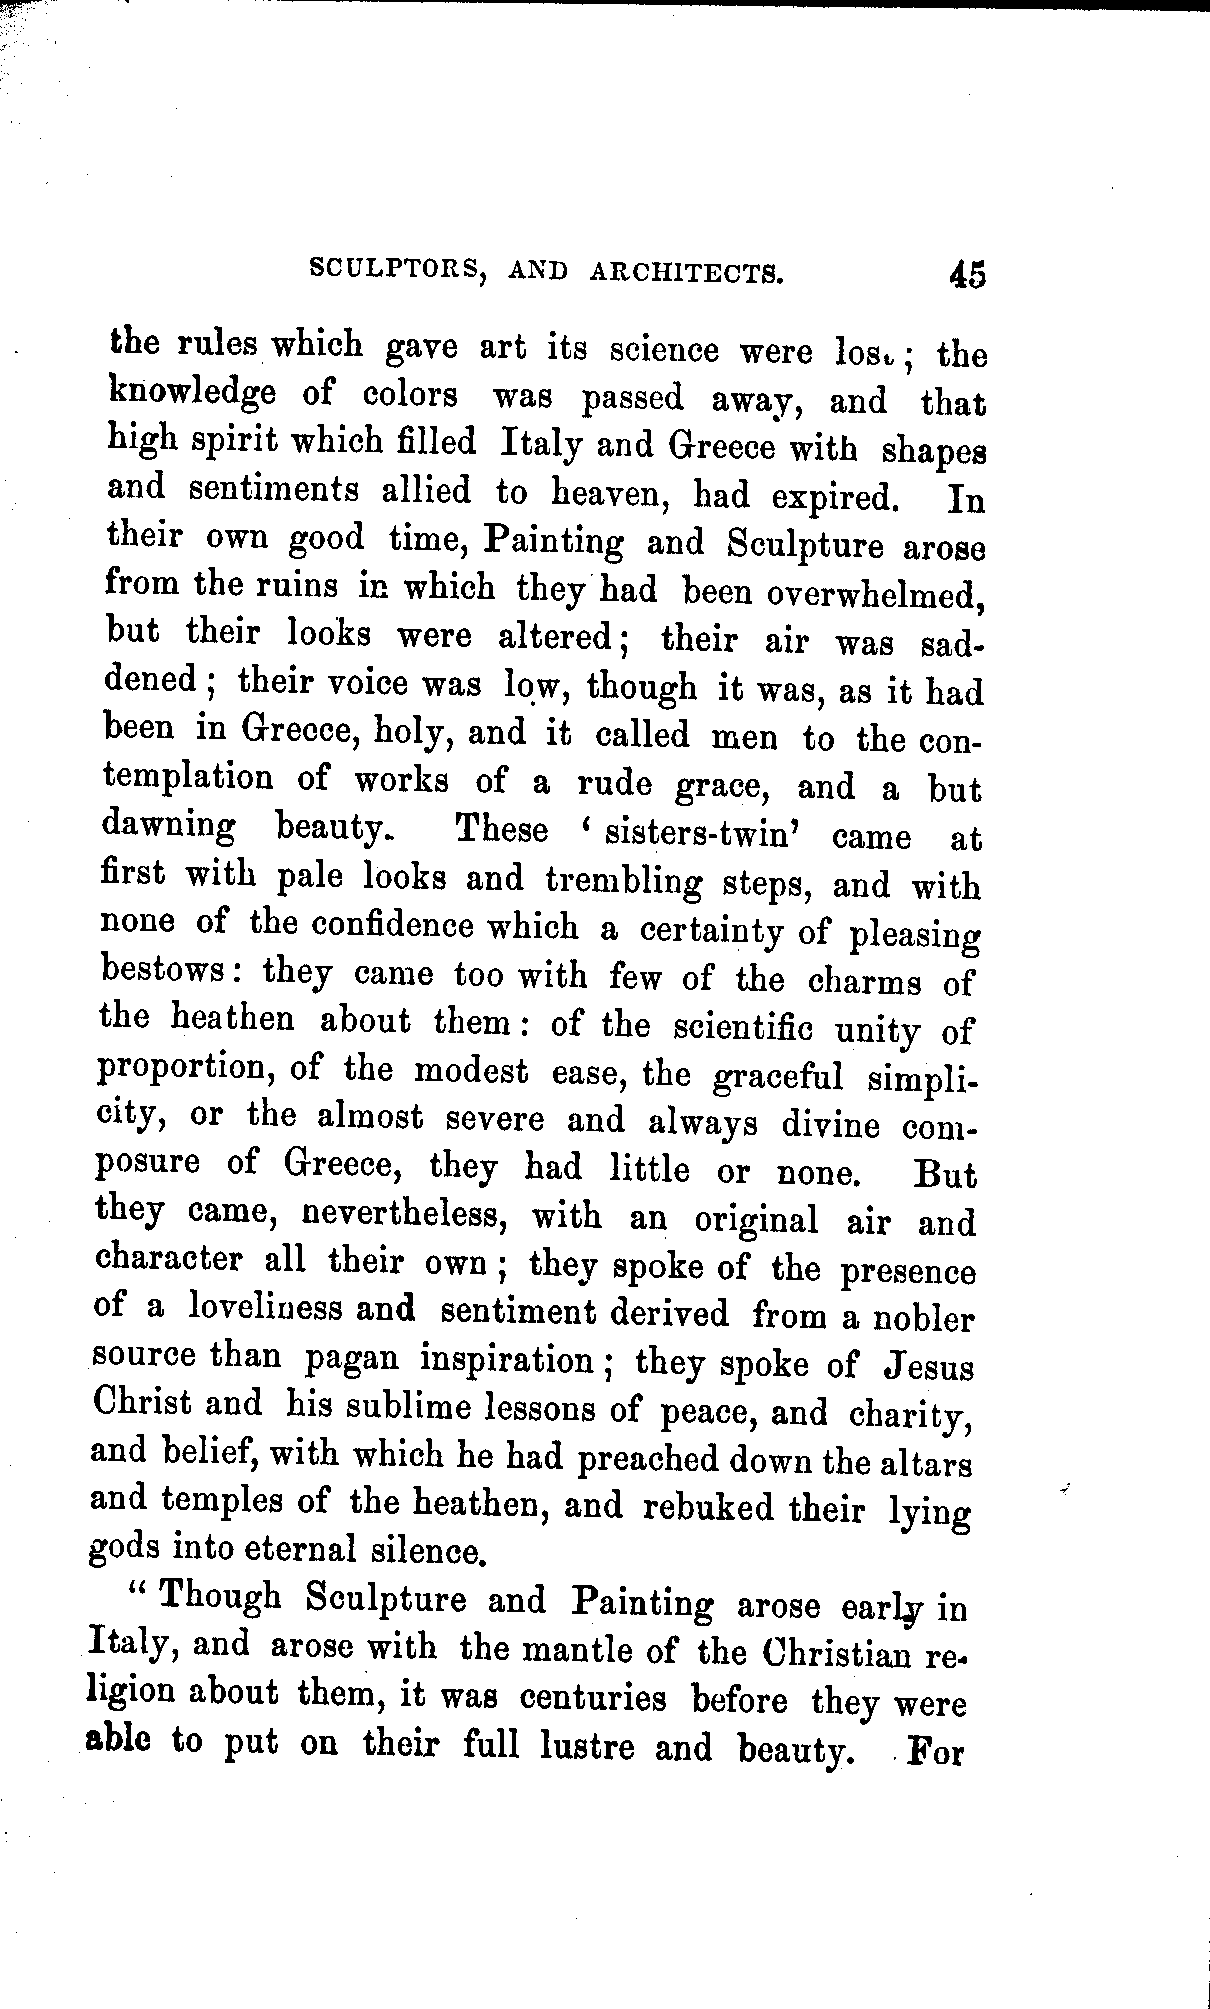 SCULPTORS, AND ARCHITECTS. 45
the rules which gave art its science were lost; the
knowledge of colors was passed away, and that
high spirit which filled Italy and Greece with shapes
and sentiments allied to heaven, had expired. In
their own good time, Painting and Sculpture arose
from the ruins in which they had been overwhelmed,
but their looks were altered; their air was sad-
dened; their voice was low, though it was, as it had
been in Greece, holy, and it called men to the con-
templation of works of a rude grace, and a but
dawning beauty. These ‘sisters-twin’ came at
first with pale looks and trembling steps, and with
none of the confidence which a certainty of pleasing
bestows: they came too with few of the charms of
the heathen about them: of the scientific unity of
proportion, of the modest ease, the graceful simpli-
city, or the almost severe and always divine com-
posure of Greece, they had little or none. But
they came, nevertheless, with an original air and
character all their own; they spoke of the presence
of a loveliness and sentiment derived from a nobler
source than pagan inspiration; they spoke of Jesus
Christ and his sublime lessons of peace, and charity,
and belief, with which he had preached down the altars
and temples of the heathen, and rebuked their lying
gods into eternal silence.
“Though Sculpture and Painting arose early in
Italy, and arose with the mantle of the Christian re-
ligion about them, it was centuries before they were
able to put on their full lustre and beauty. For